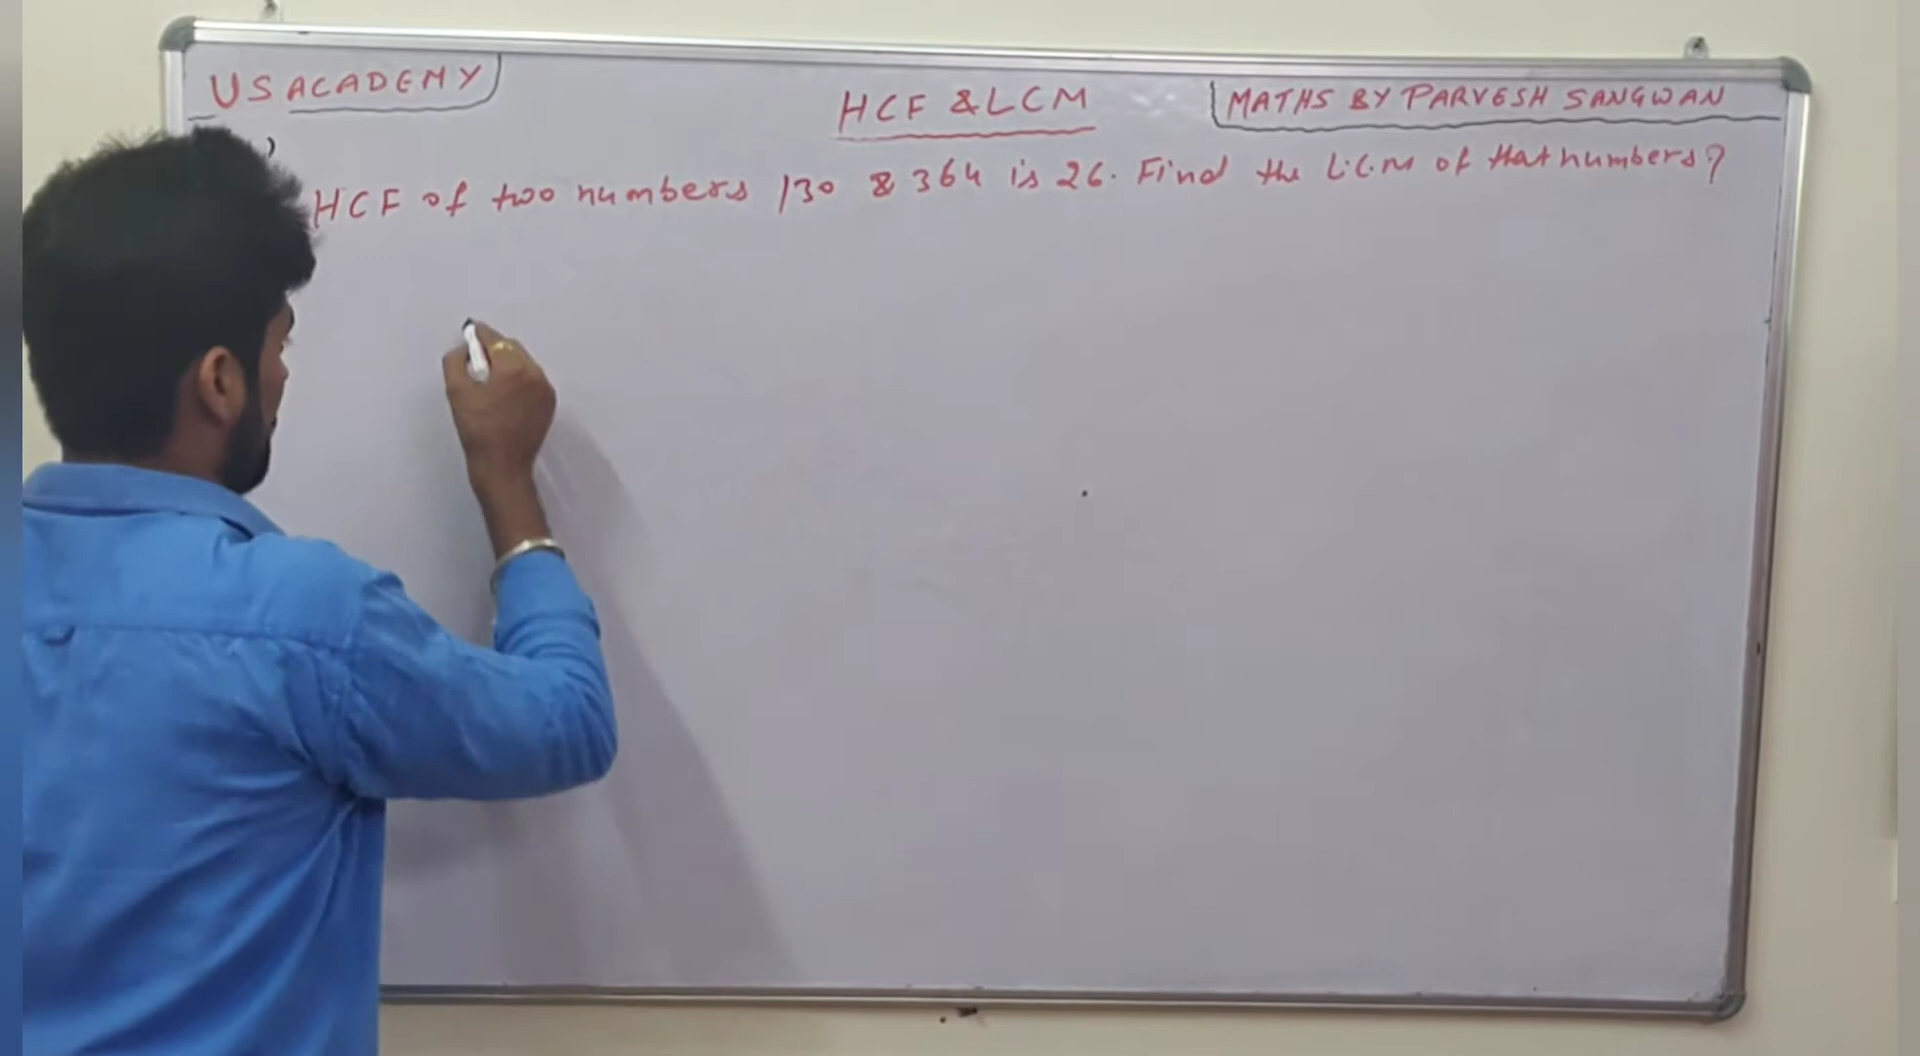 US ACADEMY
HCF & LCM
MATHS BY PARVESH SANGWAN
HCF of two numbers 130 & 364 is 26. Find the L.C.M of that numbers?